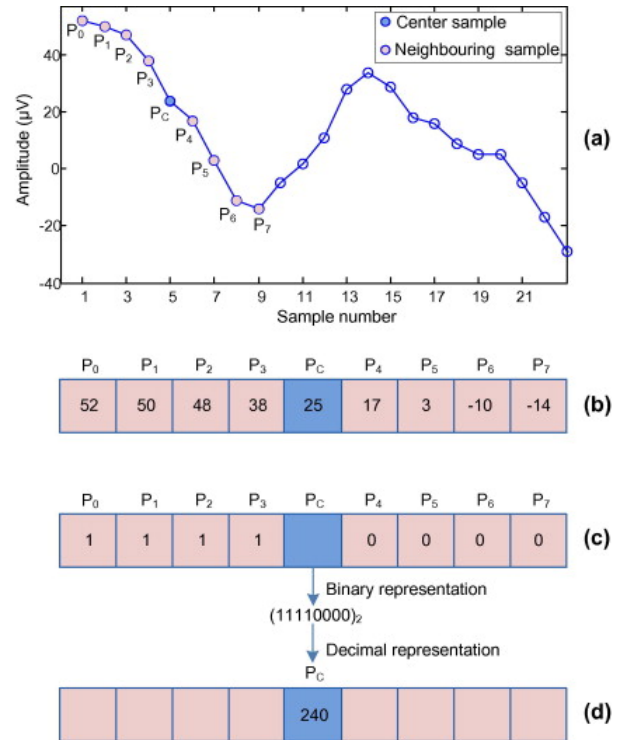 Center sample
Neighbouring sample
40
20
0
-20
-40
Amplitude (µV)
P0
P1
P2
P3
PC
P4
P5
P6
P7
(a)
1 3 5 7 9 11 13 15 17 19 21
Sample number
P0 P1 P2 P3 PC P4 P5 P6 P7
52 50 48 38 25 17 3 -10 -14 (b)
P0 P1 P2 P3 PC P4 P5 P6 P7
1 1 1 1 0 0 0 0 (c)
Binary representation
(11110000)2
Decimal representation
PC
240 (d)